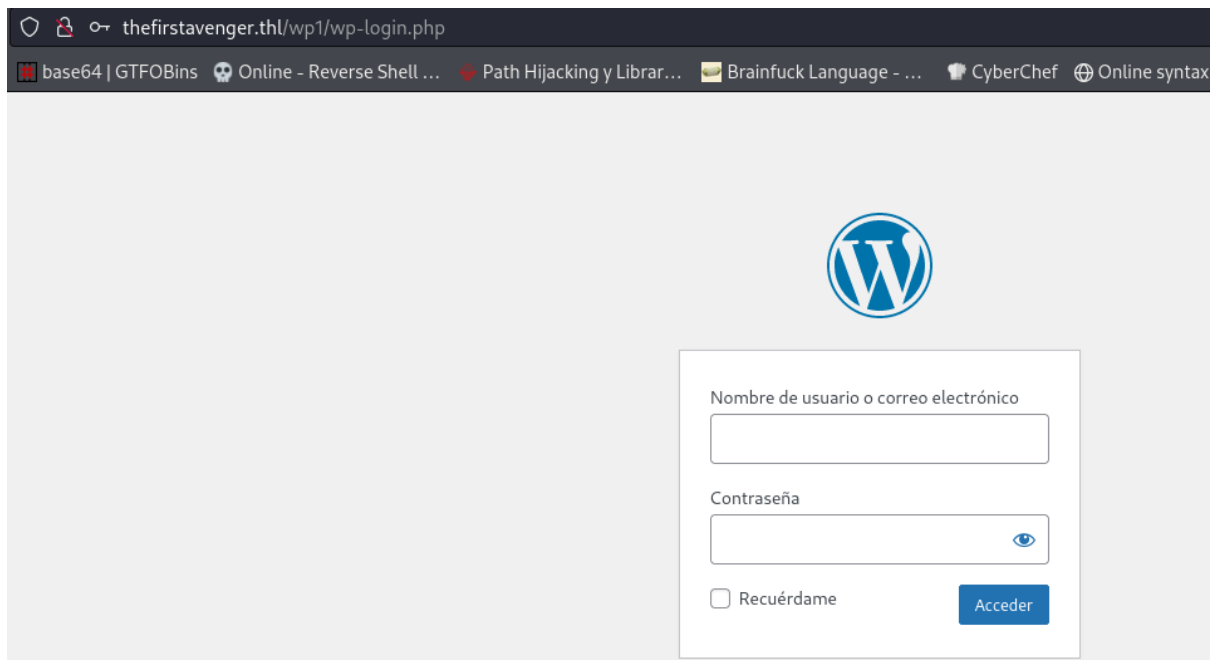 thefirstavenger.thl/wp1/wp-login.php
base64 | GTFOBins Online - Reverse Shell ... Path Hijacking y Librar... Brainfuck Language - ... CyberChef Online syntax
Nombre de usuario o correo electrónico
Contraseña
Recuérdame Acceder